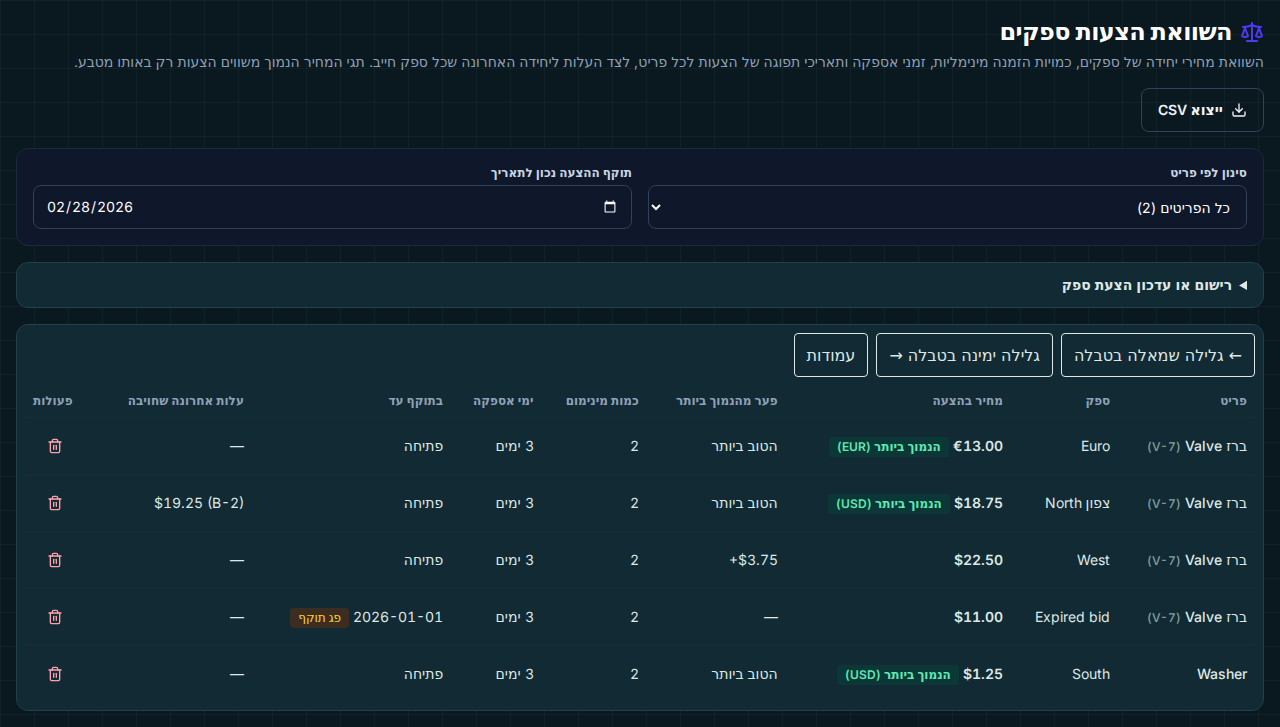 השוואת הצעות ספקים
השוואת מחירי יחידה של ספקים, כמויות הזמנה מינימליות, זמני אספקה ותאריכי תפוגה של הצעות לכל פריט, לצד העלות ליחידה האחרונה שכל ספק חייב. תגי המחיר הנמוך משווים הצעות רק באותו מטבע.
ייצוא CSV
סינון לפי פריט
תוקף ההצעה נכון לתאריך
כל הפריטים (2)
02/28/2026
רישום או עדכון הצעת ספק
← גלילה שמאלה בטבלה
גלילה ימינה בטבלה →
עמודות
פריט ספק מחיר בהצעה פער מהנמוך ביותר כמות מינימום ימי אספקה בתוקף עד עלות אחרונה שחויבה פעולות
ברז Valve (V-7) Euro €13.00 הנמוך ביותר (EUR) הטוב ביותר 2 3 ימים פתיחה —
ברז Valve (V-7) צפון North $18.75 הנמוך ביותר (USD) הטוב ביותר 2 3 ימים פתיחה $19.25 (B-2)
ברז Valve (V-7) West $22.50 +$3.75 2 3 ימים פתיחה —
ברז Valve (V-7) Expired bid $11.00 — 2 3 ימים 2026-01-01 פג תוקף —
Washer South $1.25 הנמוך ביותר (USD) הטוב ביותר 2 3 ימים פתיחה —